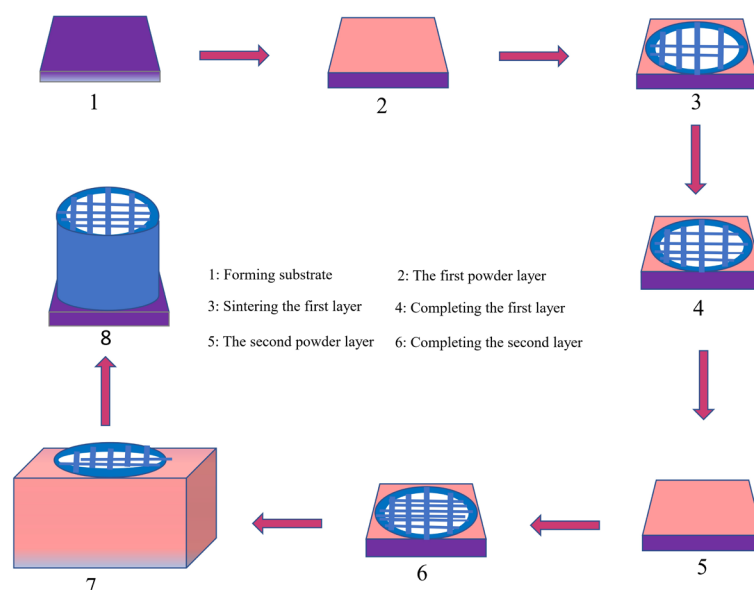 1
2
3
8
1: Forming substrate 2: The first powder layer
3: Sintering the first layer 4: Completing the first layer
5: The second powder layer 6: Completing the second layer
4
7
6
5